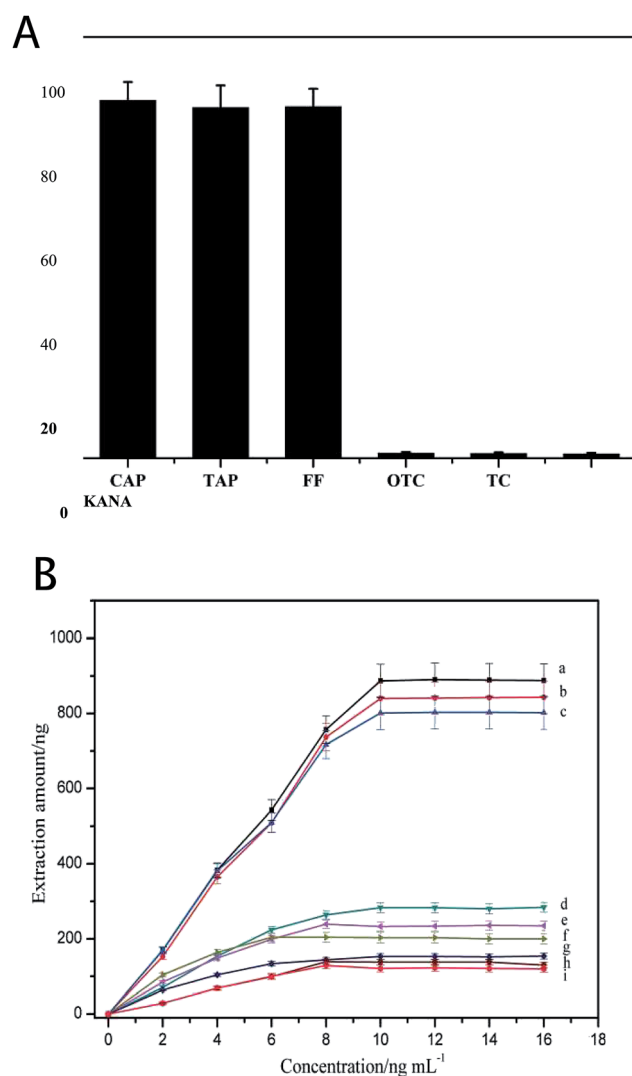 A
100
80
60
40
20
0
CAP TAP FF OTC TC
KANA
B
1000
800
600
400
200
0
Extraction amount/ng
a
b
c
d
e
f
g
h
i
0 2 4 6 8 10 12 14 16 18
Concentration/ng mL⁻¹